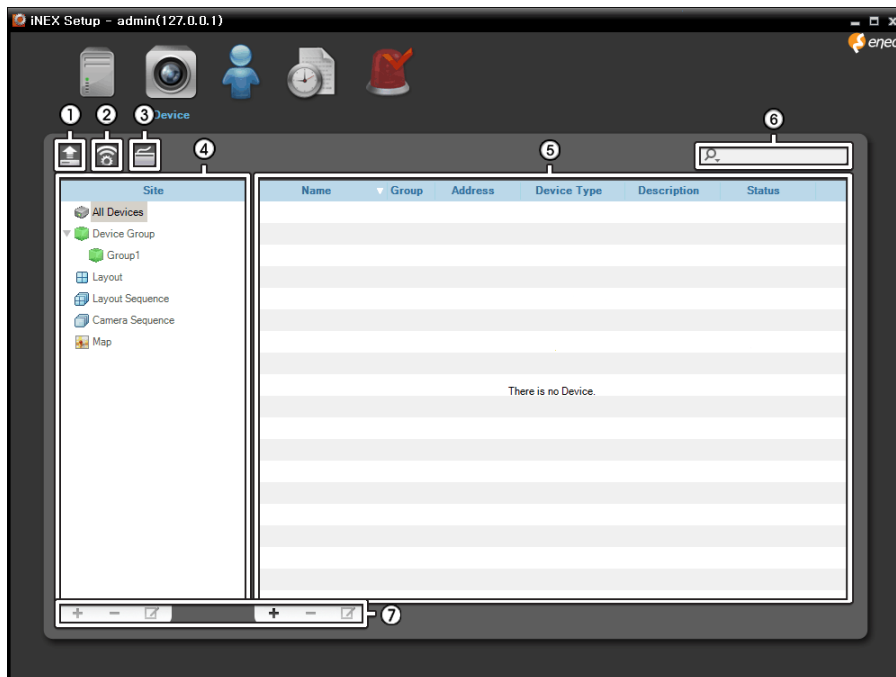 iNEX Setup - admin(127.0.0.1)
eneo
Device
① ② ③ ④ ⑤ ⑥
Site
Name Group Address Device Type Description Status
All Devices
Device Group
Group1
Layout
Layout Sequence
Camera Sequence
Map
There is no Device.
⑦